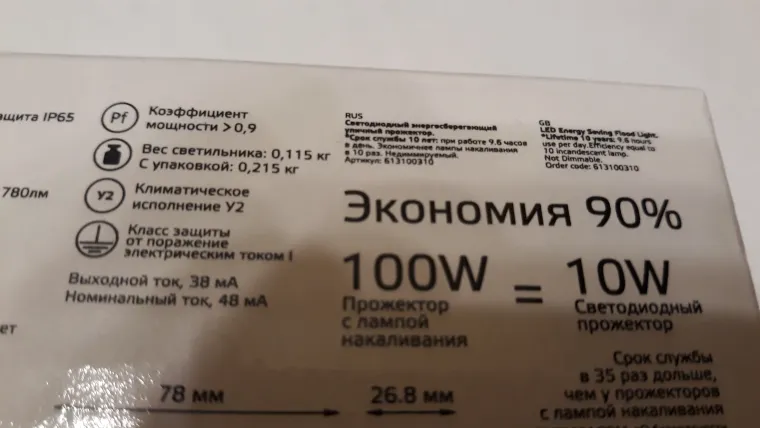 ащита IP65
780лм
ет
Pf
Коэффициент
мощности > 0,9
Вес светильника: 0,115 кг
С упаковкой: 0,215 кг
У2
Климатическое
исполнение У2
Класс защиты
от поражение
электрическим током I
Выходной ток, 38 мА
Номинальный ток, 48 мА
RUS
Светодиодный энергосберегающий
уличный прожектор.
*Срок службы 10 лет: при работе 9.6 часов
в день. Экономичнее лампы накаливания
в 10 раз. Недиммируемый.
Артикул: 613100310
GB
LED Energy Saving Flood Light.
*Lifetime 10 years: 9.6 hours
use per day. Efficiency equal to
10 incandescent lamp.
Not Dimmable.
Order code: 613100310
Экономия 90%
100W = 10W
Прожектор
с лампой
накаливания
Светодиодный
прожектор
Срок службы
в 35 раз дольше,
чем у прожекторов
с лампой накаливания
78 мм
26.8 мм